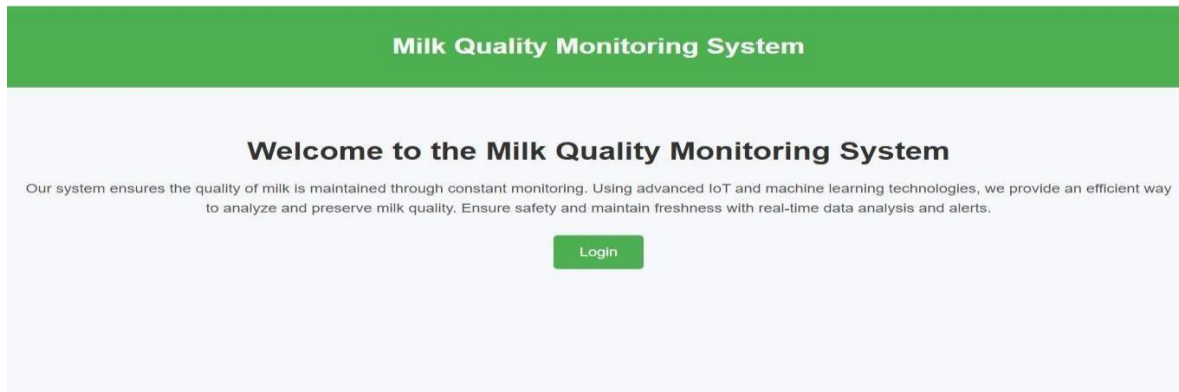 Milk Quality Monitoring System
Welcome to the Milk Quality Monitoring System
Our system ensures the quality of milk is maintained through constant monitoring. Using advanced IoT and machine learning technologies, we provide an efficient way
to analyze and preserve milk quality. Ensure safety and maintain freshness with real-time data analysis and alerts.
Login